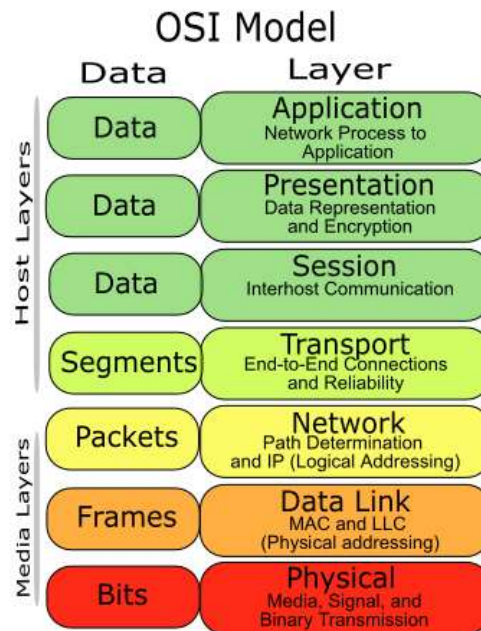 OSI Model
Data Layer
Host Layers
Data
Application
Network Process to
Application
Data
Presentation
Data Representation
and Encryption
Data
Session
Interhost Communication
Segments
Transport
End-to-End Connections
and Reliability
Media Layers
Packets
Network
Path Determination
and IP (Logical Addressing)
Frames
Data Link
MAC and LLC
(Physical addressing)
Bits
Physical
Media, Signal, and
Binary Transmission